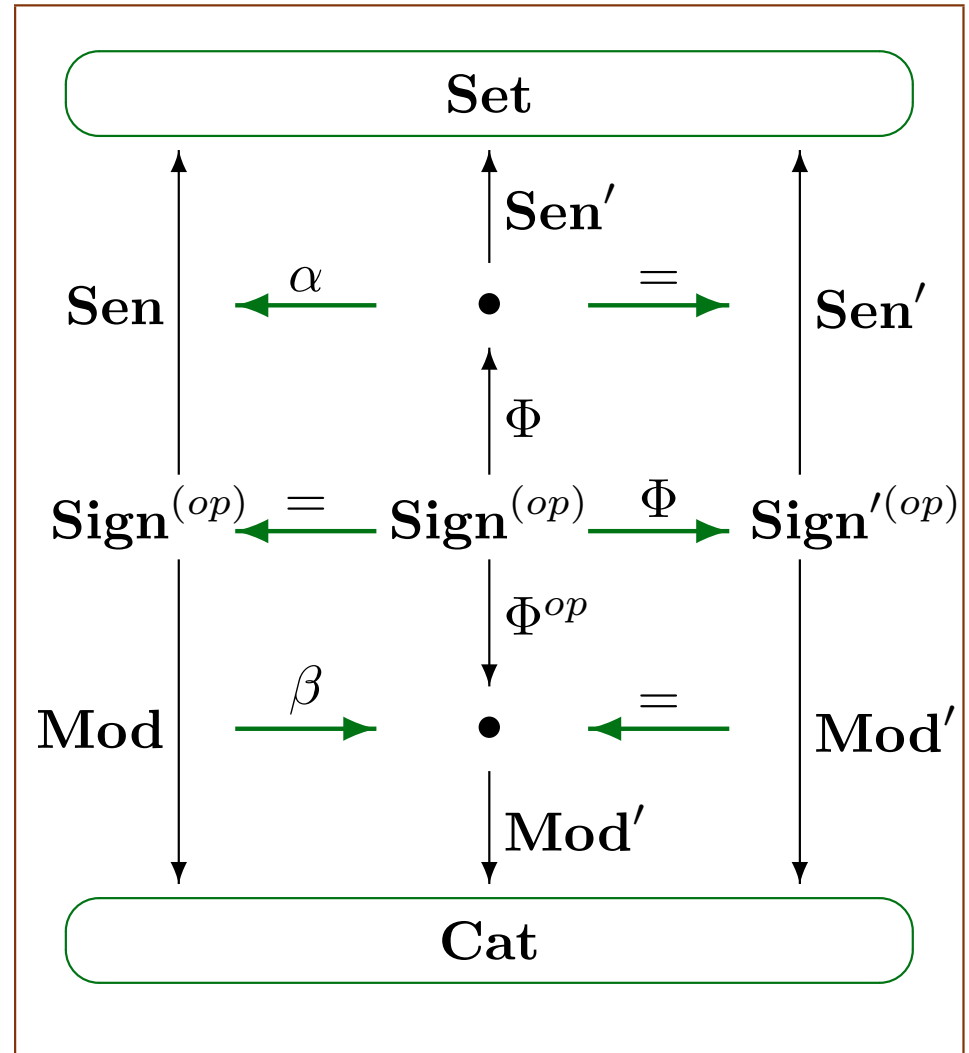 Set
Sen′
α =
Sen Sen′
Φ
Sign^(op) = Sign^(op) Φ Sign′^(op)
Φ^op
β =
Mod Mod′
Mod′
Cat